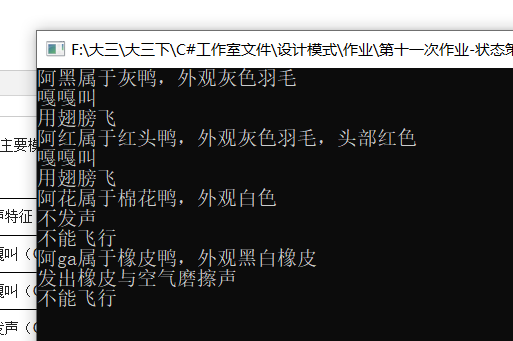 F:\大三\大三下\C#工作室文件\设计模式\作业\第十一次作业-状态策
阿黑属于灰鸭，外观灰色羽毛
嘎嘎叫
用翅膀飞
阿红属于红头鸭，外观灰色羽毛，头部红色
嘎嘎叫
用翅膀飞
阿花属于棉花鸭，外观白色
不发声
不能飞行
阿ga属于橡皮鸭，外观黑白橡皮
发出橡皮与空气磨擦声
不能飞行
主要模
声特征
嘎叫（
嘎叫（
发声（